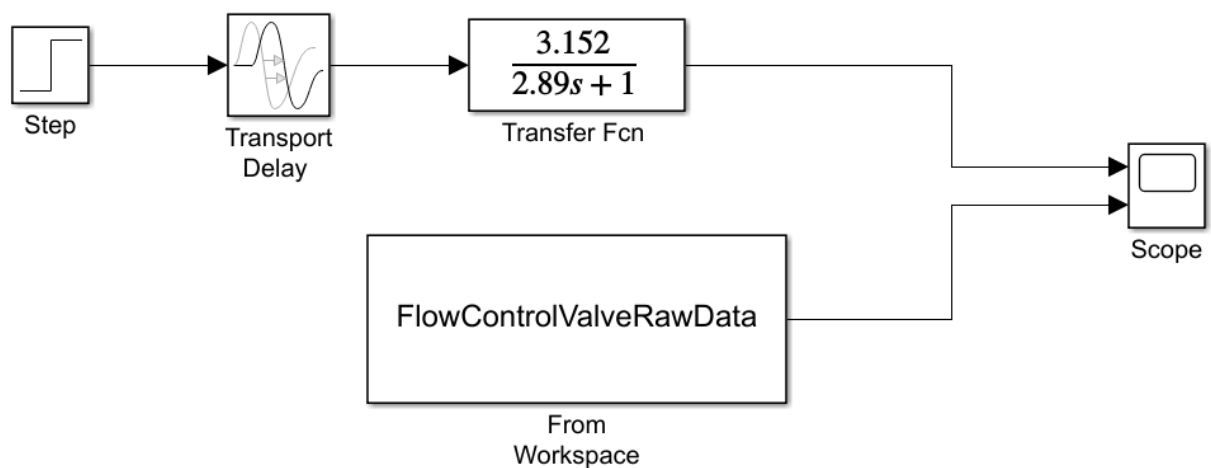 Step
Transport
Delay
3.152
2.89s + 1
Transfer Fcn
Scope
FlowControlValveRawData
From
Workspace